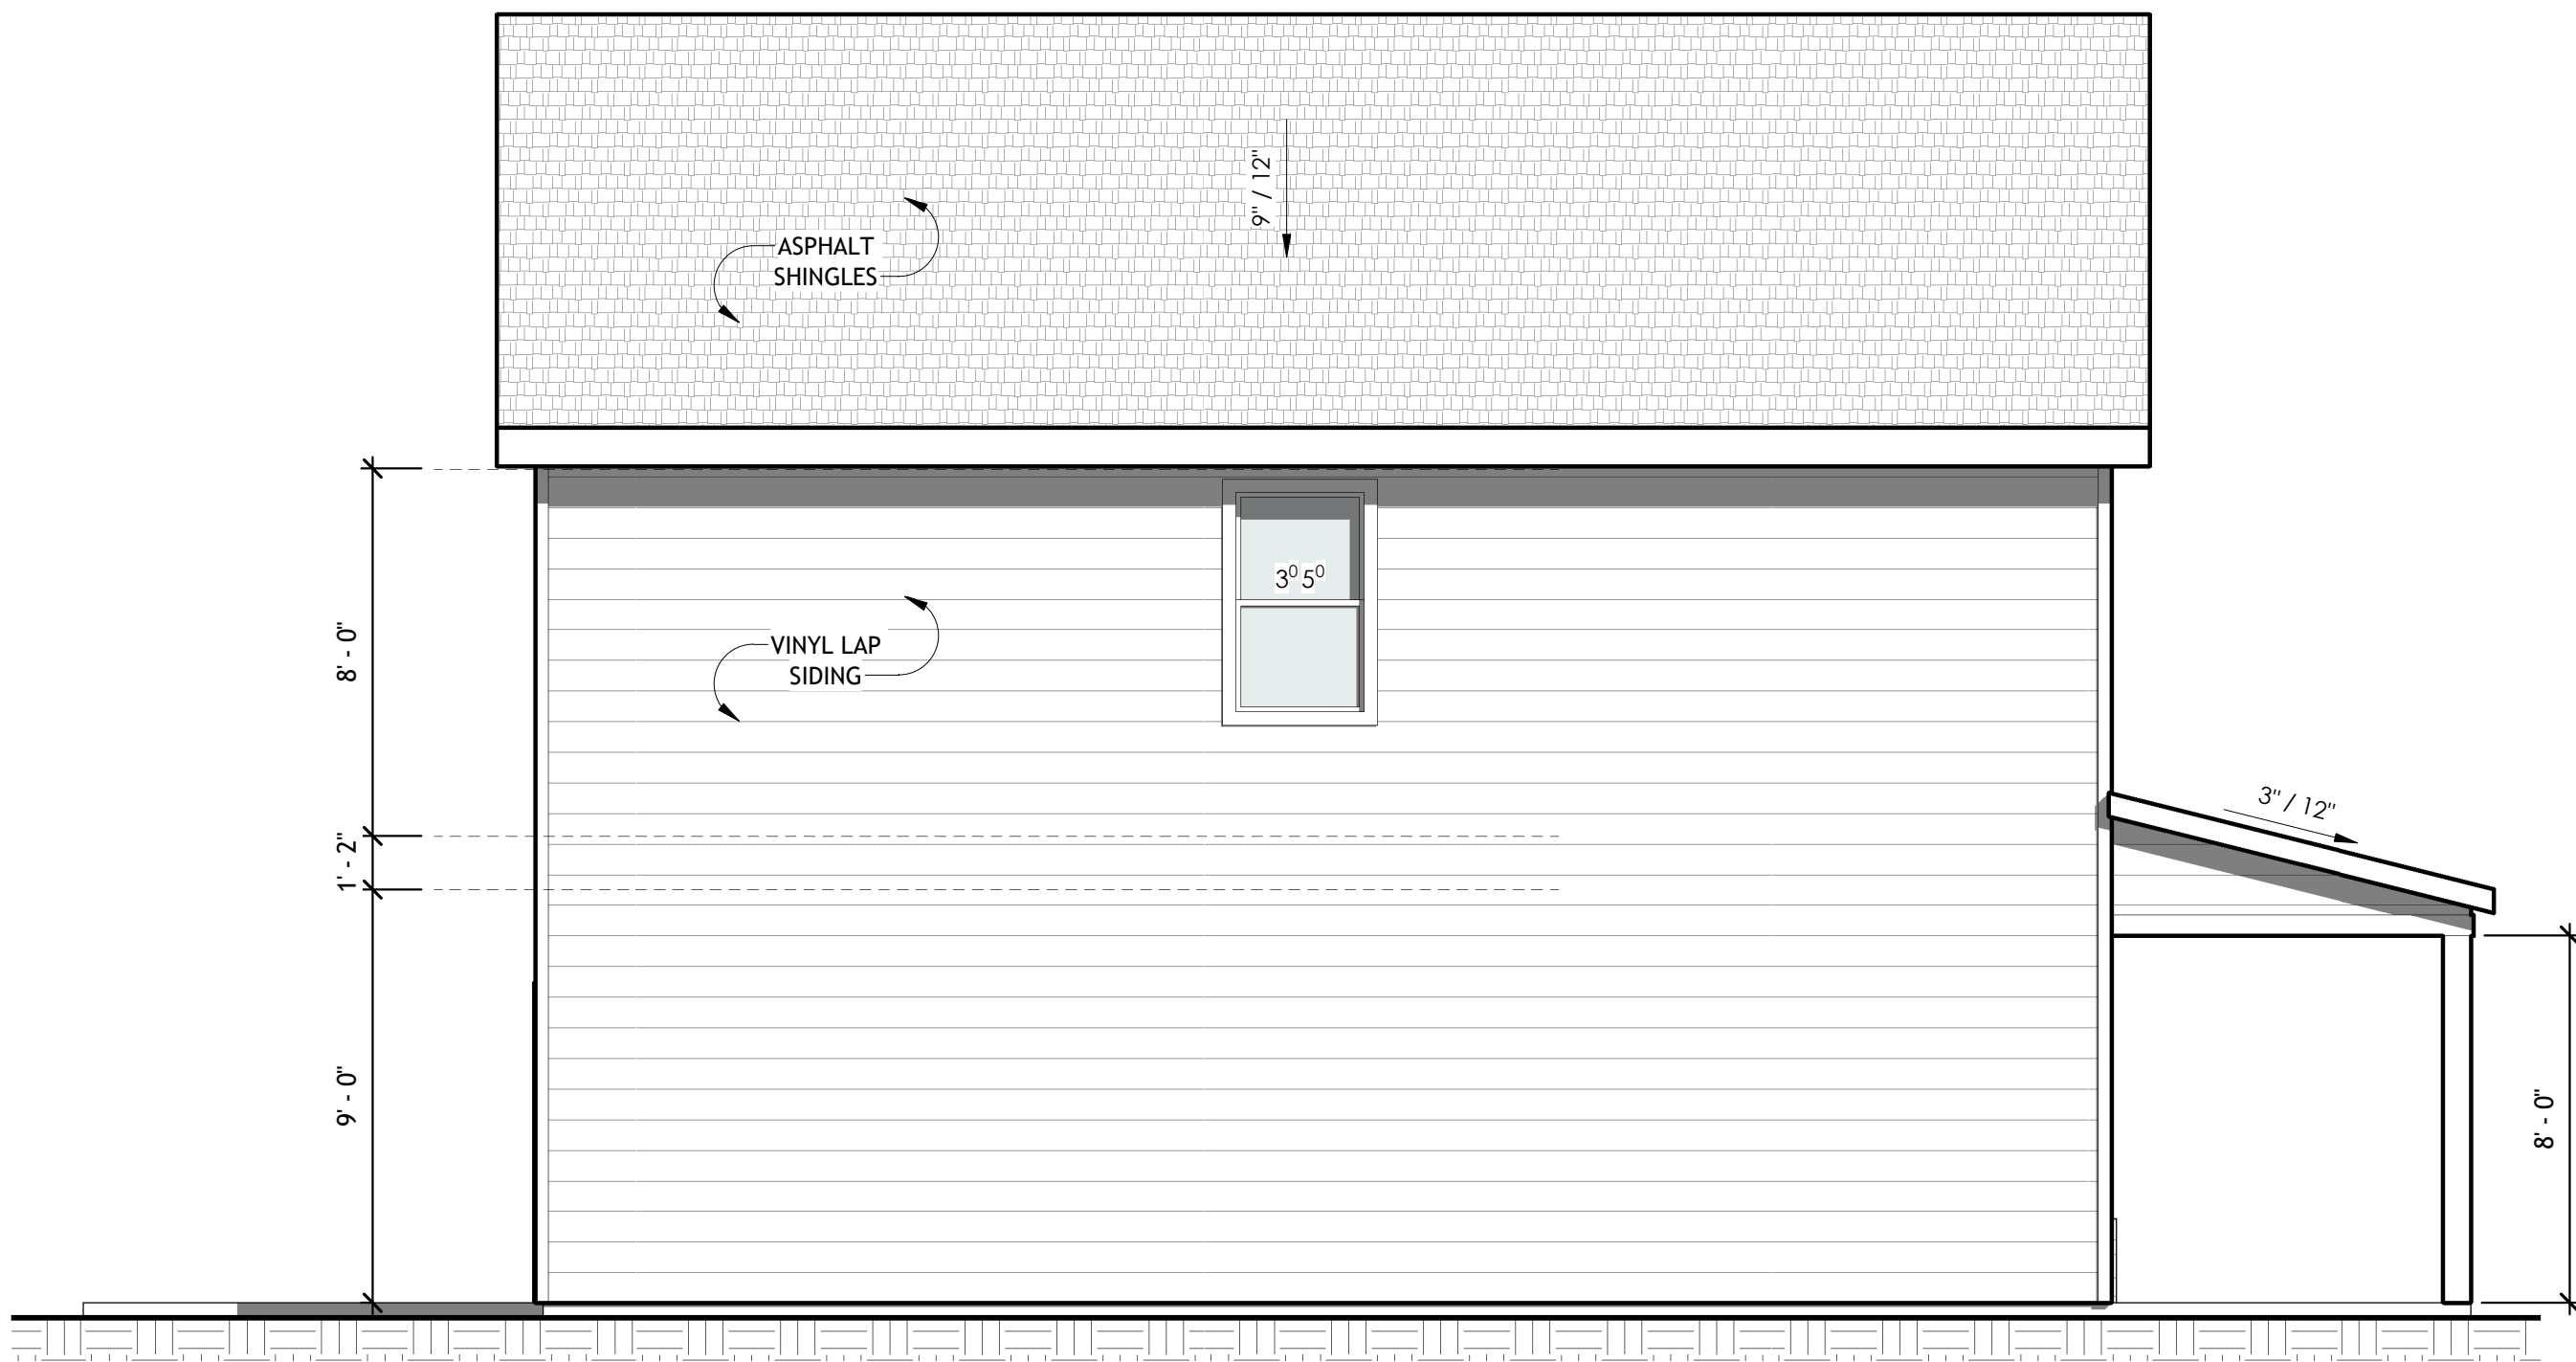 9" / 12"
ASPHALT
SHINGLES
8' - 0"
3⁰ 5⁰
VINYL LAP
SIDING
3" / 12"
1' - 2"
9' - 0"
8' - 0"